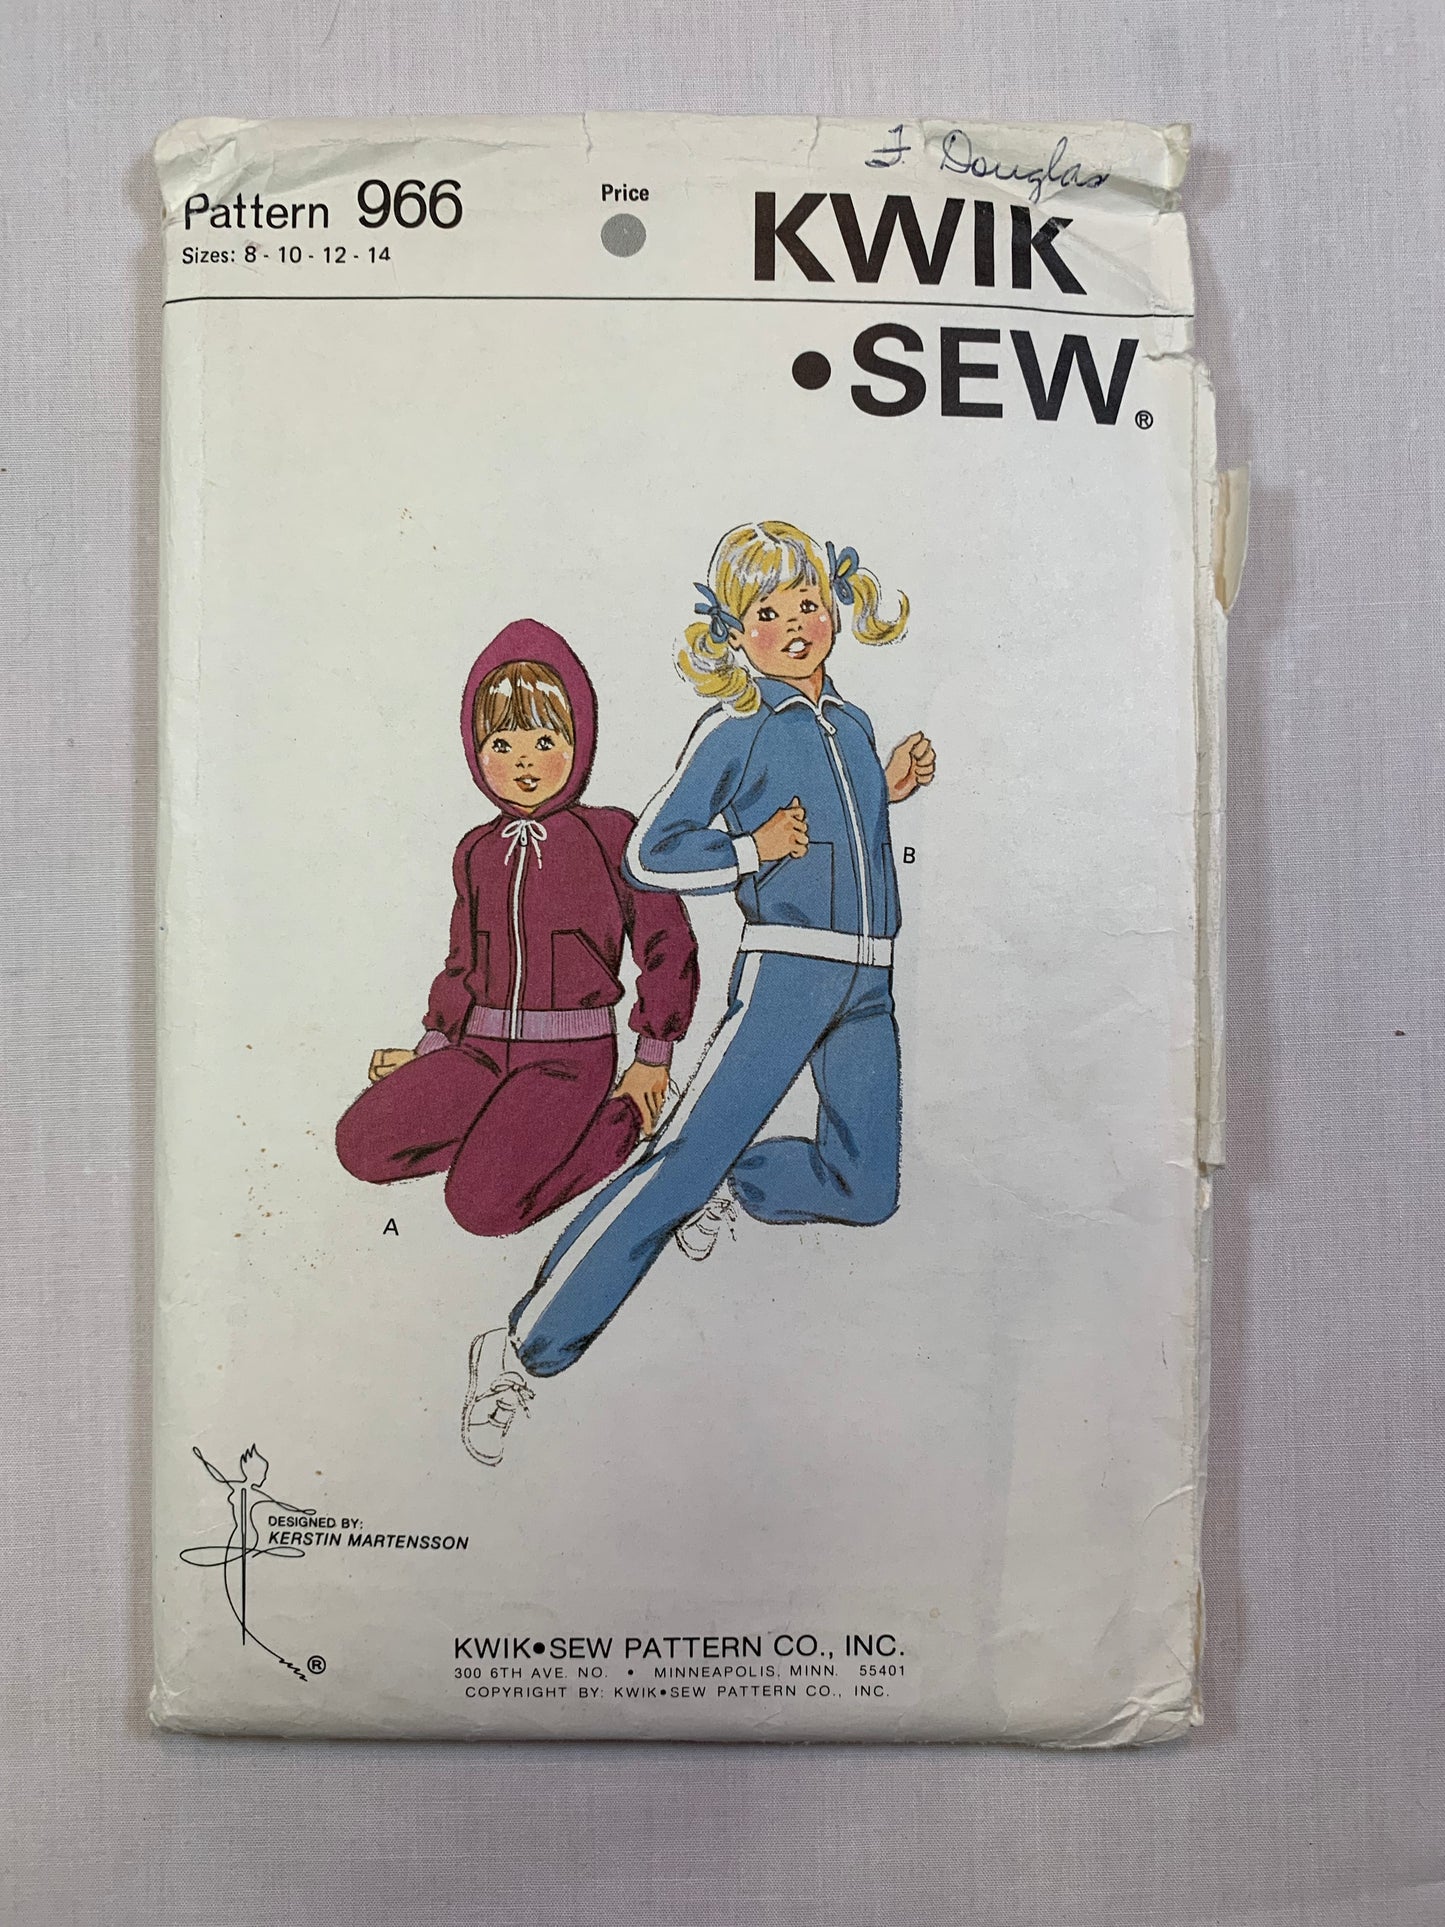 F. Douglas
Pattern 966
Sizes: 8 - 10 - 12 - 14
Price
KWIK
•SEW®
B
A
DESIGNED BY:
KERSTIN MARTENSSON
®
KWIK•SEW PATTERN CO., INC.
300 6TH AVE. NO. • MINNEAPOLIS, MINN. 55401
COPYRIGHT BY: KWIK•SEW PATTERN CO., INC.